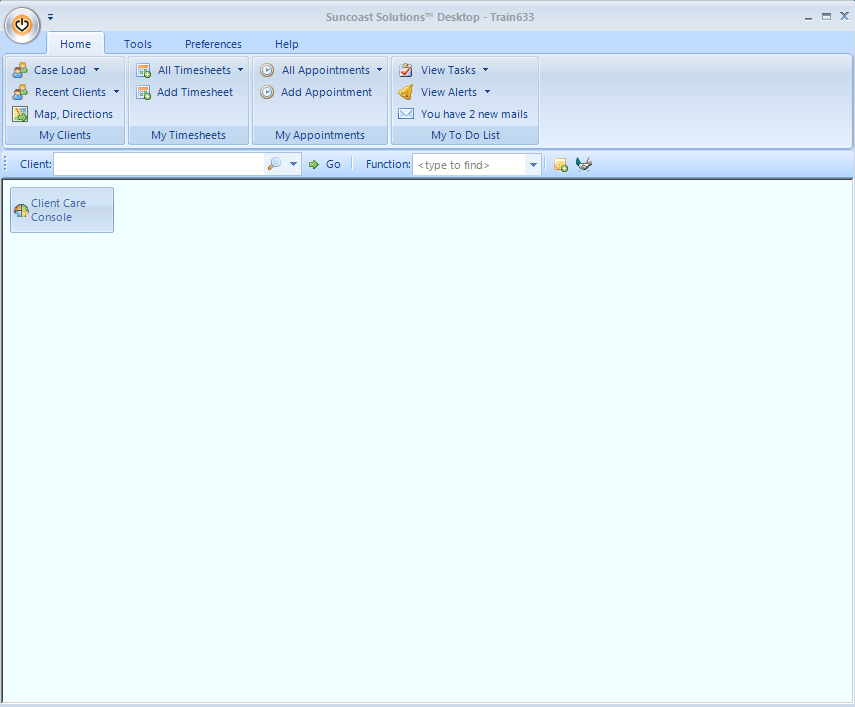 Suncoast Solutions™ Desktop - Train633
Home Tools Preferences Help
Case Load
Recent Clients
Map, Directions
My Clients
All Timesheets
Add Timesheet
My Timesheets
All Appointments
Add Appointment
My Appointments
View Tasks
View Alerts
You have 2 new mails
My To Do List
Client: Go Function: <type to find>
Client Care
Console